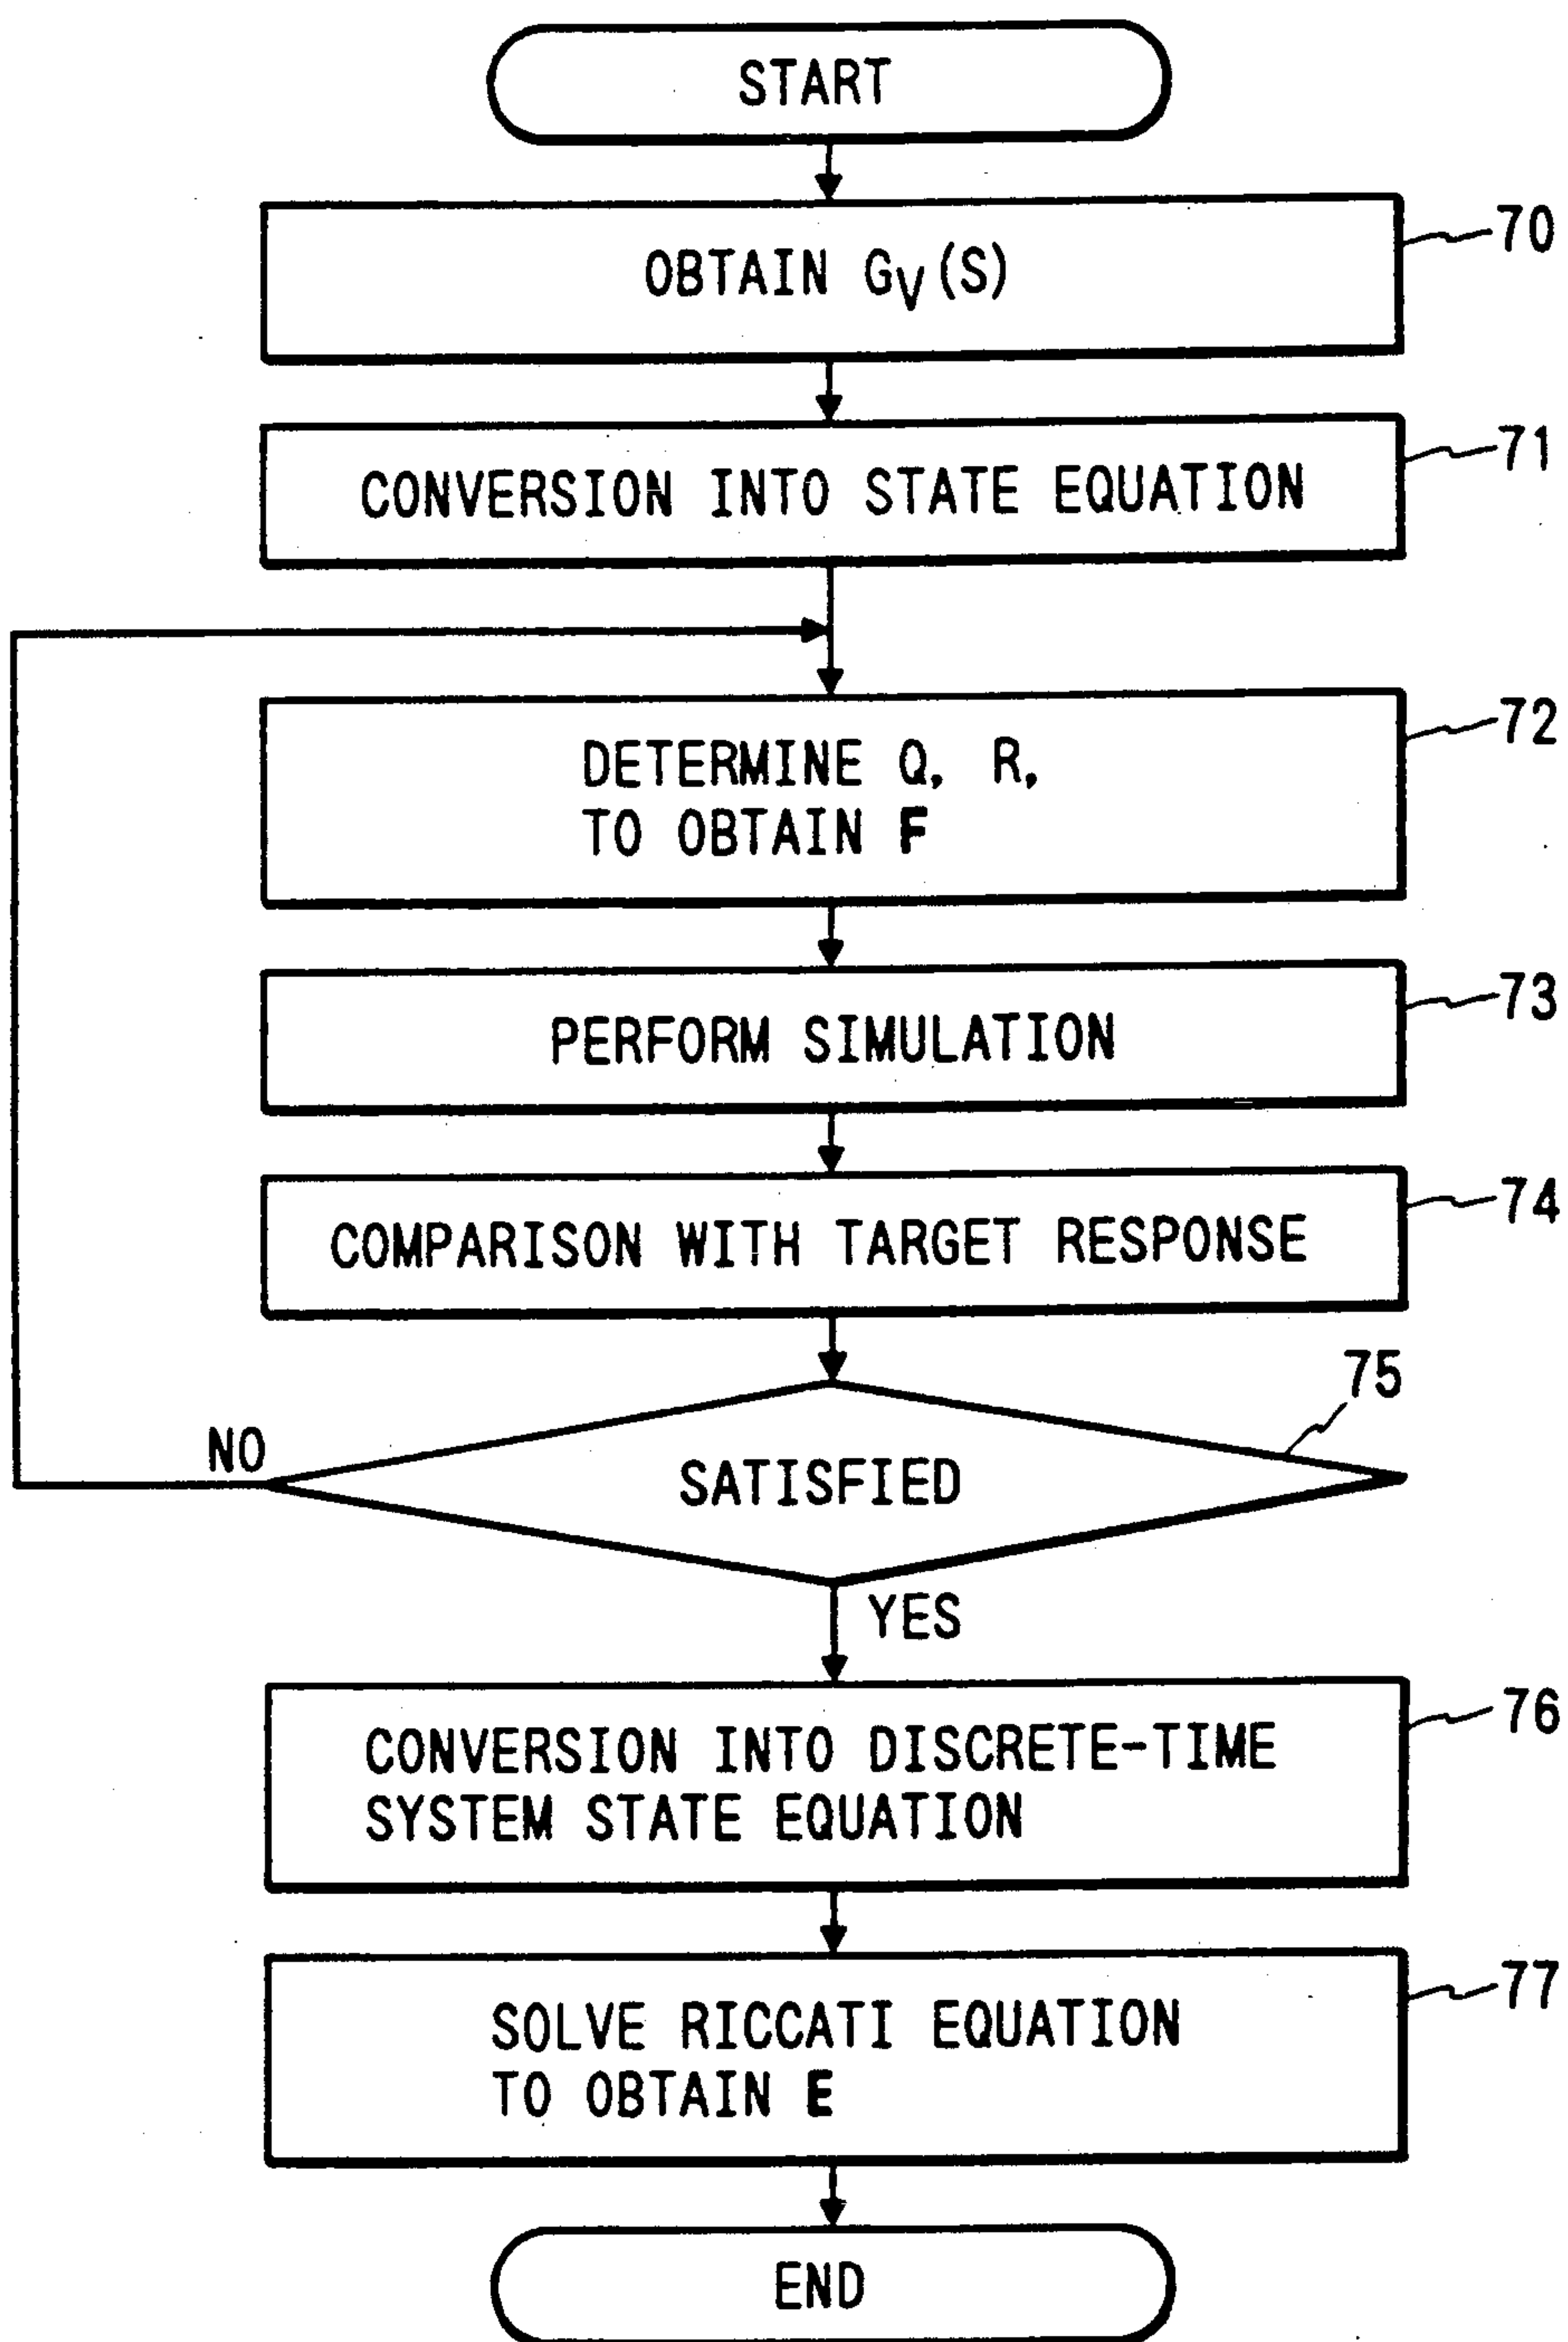 START
OBTAIN GV(S)
70
CONVERSION INTO STATE EQUATION
71
DETERMINE Q, R,
TO OBTAIN F
72
PERFORM SIMULATION
73
COMPARISON WITH TARGET RESPONSE
74
75
NO
SATISFIED
YES
CONVERSION INTO DISCRETE-TIME
SYSTEM STATE EQUATION
76
SOLVE RICCATI EQUATION
TO OBTAIN E
77
END